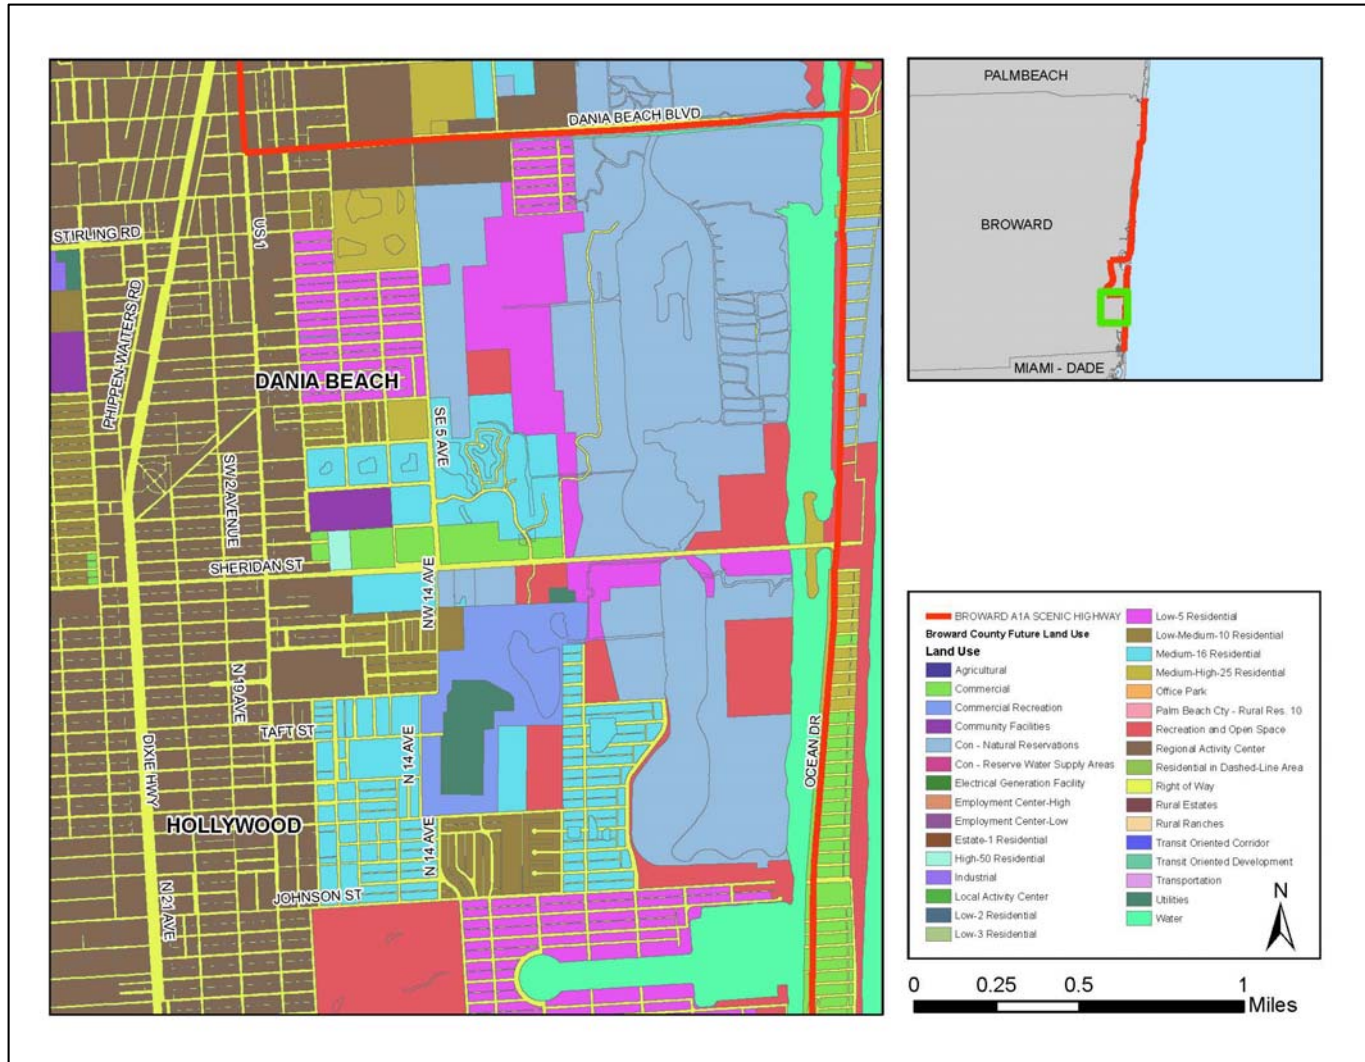 DANIA BEACH BLVD
STIRLING RD
US 1
PHIPPEN-WAITERS RD
DANIA BEACH
SE 5 AVE
SW 2 AVENUE
SHERIDAN ST
NW 14 AVE
N 19 AVE
TAFT ST
N 14 AVE
DIXIE HWY
OCEAN DR
HOLLYWOOD
N 14 AVE
JOHNSON ST
N 21 AVE
PALMBEACH
BROWARD
MIAMI - DADE
BROWARD A1A SCENIC HIGHWAY
Broward County Future Land Use
Land Use
Agricultural
Commercial
Commercial Recreation
Community Facilities
Con - Natural Reservations
Con - Reserve Water Supply Areas
Electrical Generation Facility
Employment Center-High
Employment Center-Low
Estate-1 Residential
High-50 Residential
Industrial
Local Activity Center
Low-2 Residential
Low-3 Residential
Low-5 Residential
Low-Medium-10 Residential
Medium-16 Residential
Medium-High-25 Residential
Office Park
Palm Beach Cty - Rural Res. 10
Recreation and Open Space
Regional Activity Center
Residential in Dashed-Line Area
Right of Way
Rural Estates
Rural Ranches
Transit Oriented Corridor
Transit Oriented Development
Transportation
Utilities
Water
N
0 0.25 0.5 1
Miles